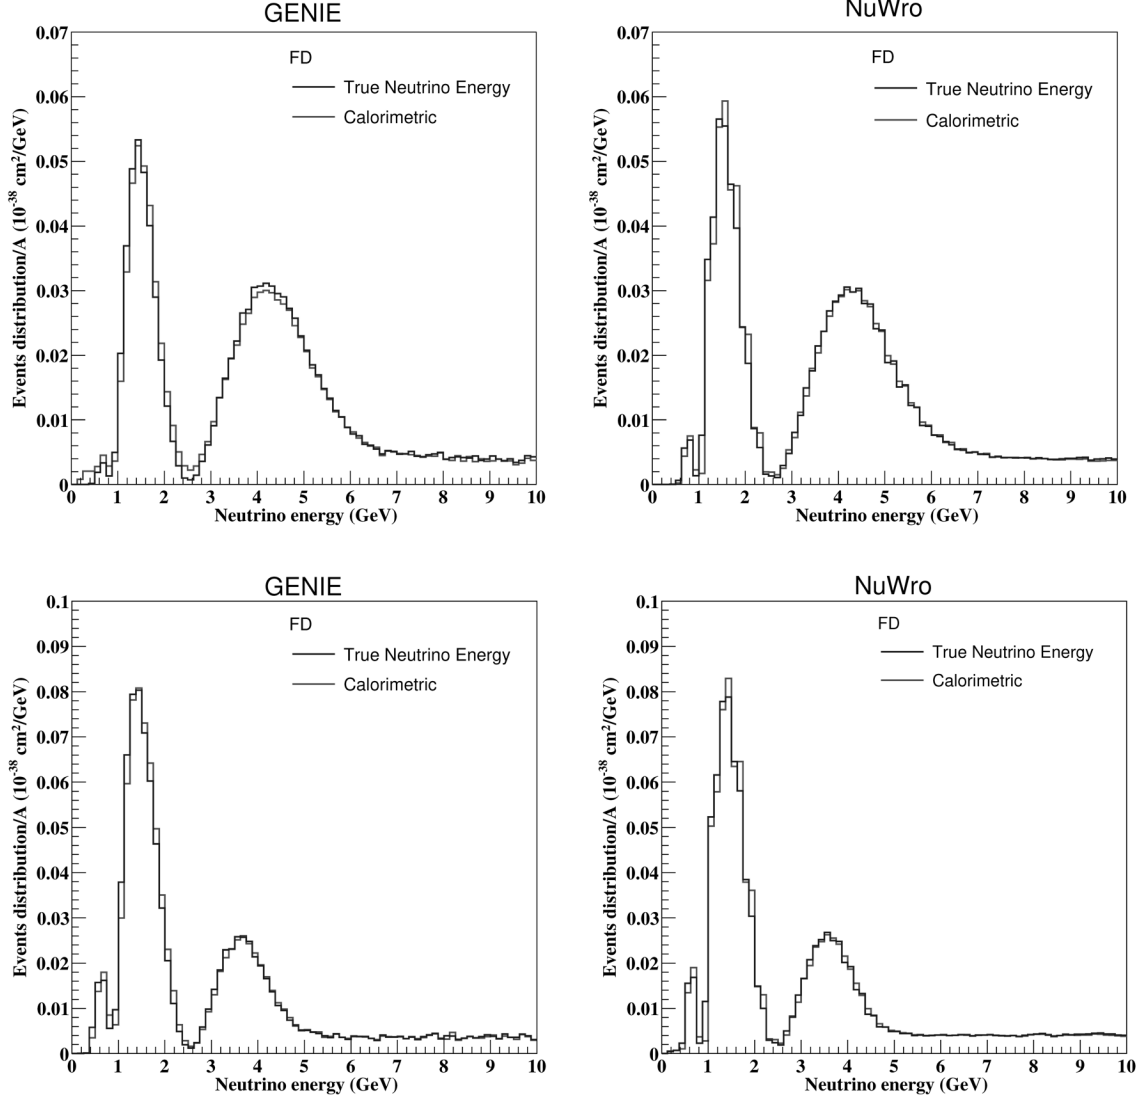 GENIE
0.07
0.06
0.05
0.04
0.03
0.02
0.01
0
Events distribution/A (10⁻³⁸ cm²/GeV)
FD
True Neutrino Energy
Calorimetric
0 1 2 3 4 5 6 7 8 9 10
Neutrino energy (GeV)
NuWro
0.07
0.06
0.05
0.04
0.03
0.02
0.01
0
Events distribution/A (10⁻³⁸ cm²/GeV)
FD
True Neutrino Energy
Calorimetric
0 1 2 3 4 5 6 7 8 9 10
Neutrino energy (GeV)
GENIE
0.1
0.09
0.08
0.07
0.06
0.05
0.04
0.03
0.02
0.01
0
Events distribution/A (10⁻³⁸ cm²/GeV)
FD
True Neutrino Energy
Calorimetric
0 1 2 3 4 5 6 7 8 9 10
Neutrino energy (GeV)
NuWro
0.1
0.09
0.08
0.07
0.06
0.05
0.04
0.03
0.02
0.01
0
Events distribution/A (10⁻³⁸ cm²/GeV)
FD
True Neutrino Energy
Calorimetric
0 1 2 3 4 5 6 7 8 9 10
Neutrino energy (GeV)